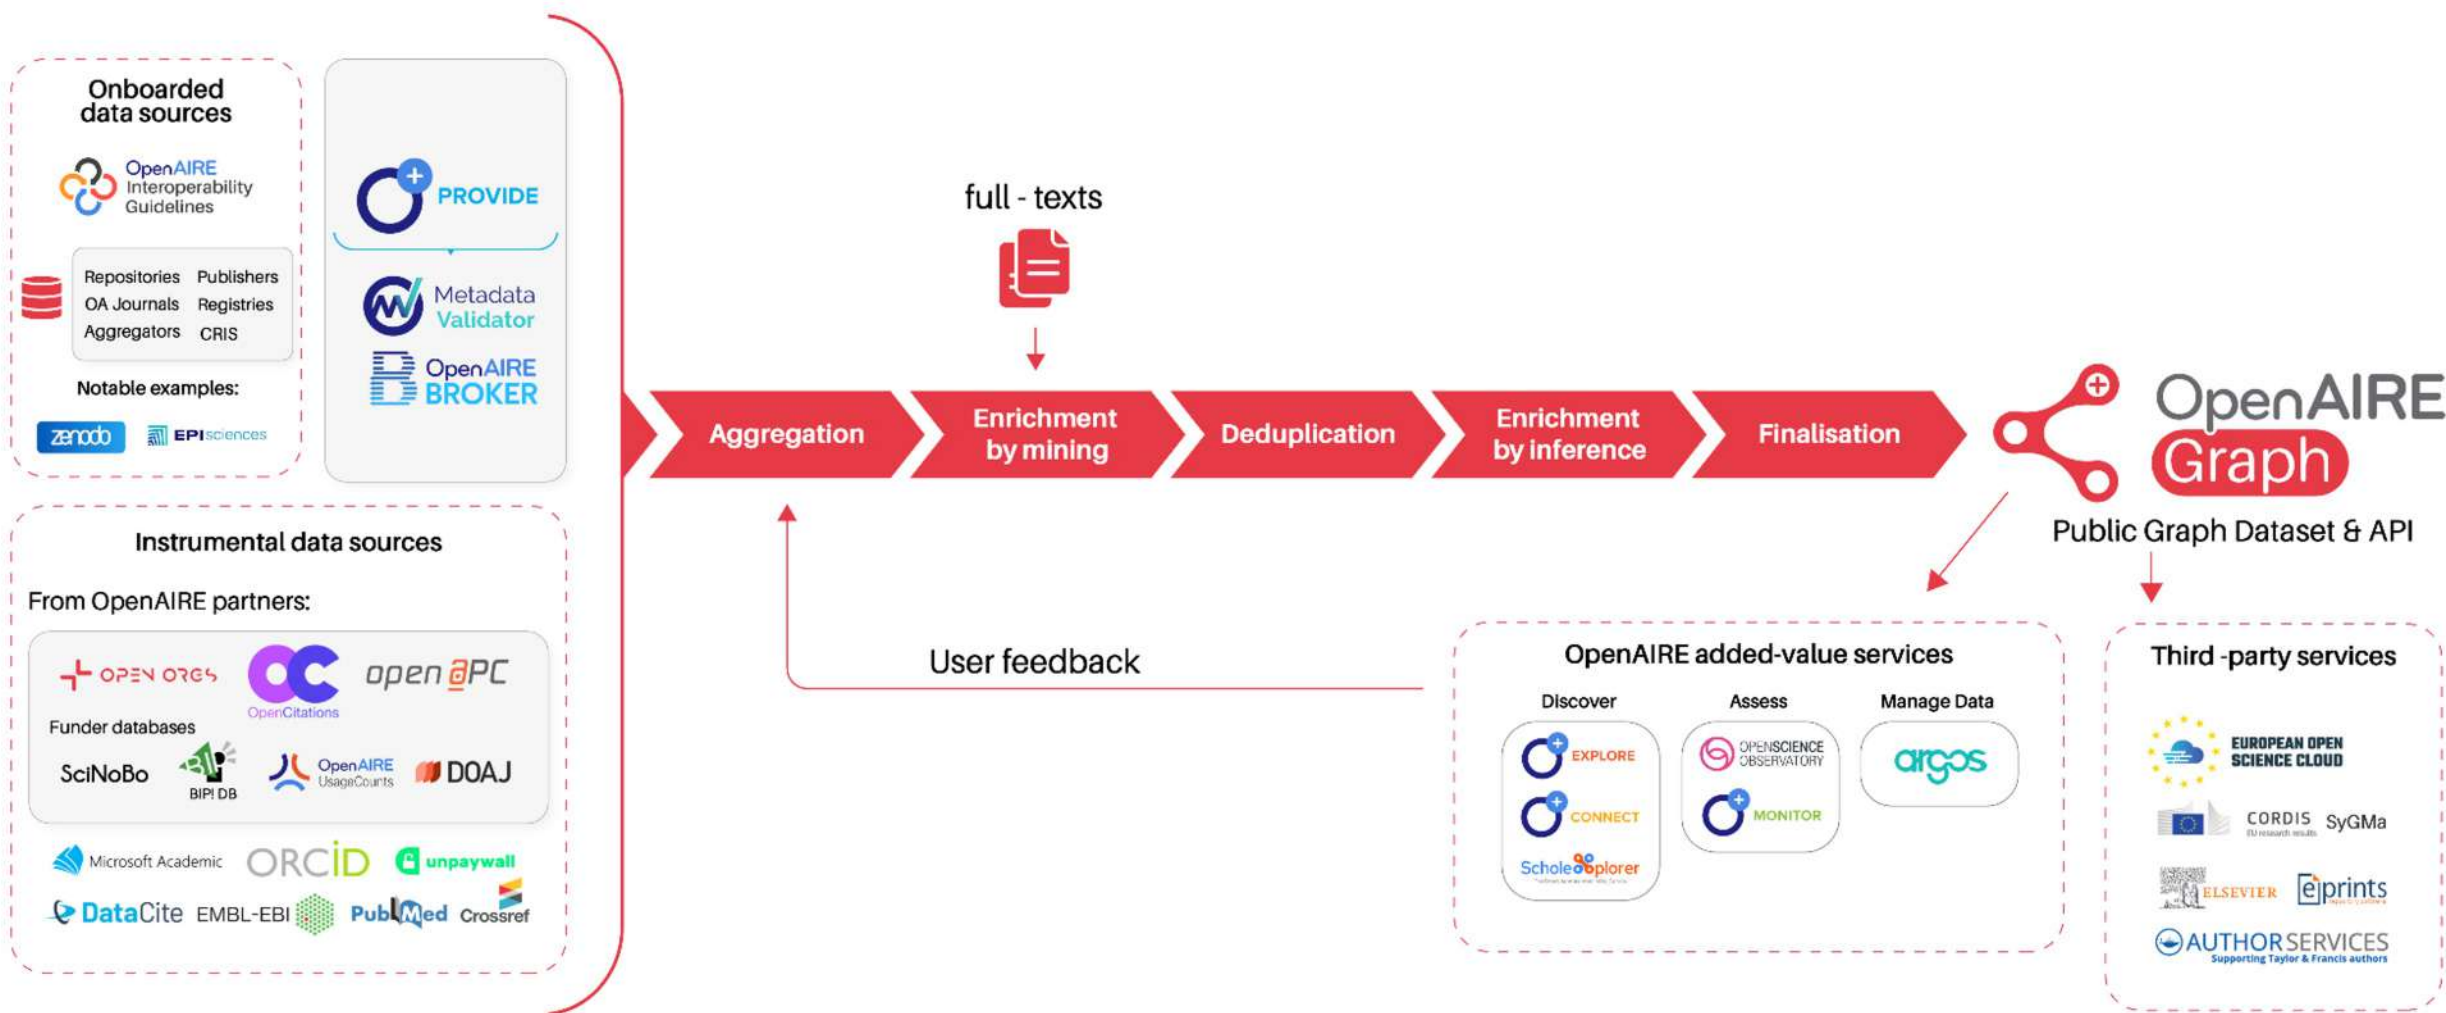 Onboarded
data sources
OpenAIRE
Interoperability
Guidelines
Repositories Publishers
OA Journals Registries
Aggregators CRIS
Notable examples:
zenodo
EPIsciences
PROVIDE
Metadata
Validator
OpenAIRE
BROKER
Instrumental data sources
From OpenAIRE partners:
OPEN ORGS
OpenCitations
open aPC
Funder databases
SciNoBo
BIP! DB
OpenAIRE
UsageCounts
DOAJ
Microsoft Academic
ORCID
unpaywall
DataCite
EMBL-EBI
PubMed
Crossref
full - texts
Aggregation
Enrichment
by mining
Deduplication
Enrichment
by inference
Finalisation
User feedback
OpenAIRE
Graph
Public Graph Dataset & API
OpenAIRE added-value services
Discover
EXPLORE
CONNECT
Scholexplorer
Assess
OPENSCIENCE
OBSERVATORY
MONITOR
Manage Data
argos
Third -party services
EUROPEAN OPEN
SCIENCE CLOUD
CORDIS
EU research results
SyGMa
ELSEVIER
eprints
AUTHOR SERVICES
Supporting Taylor & Francis authors